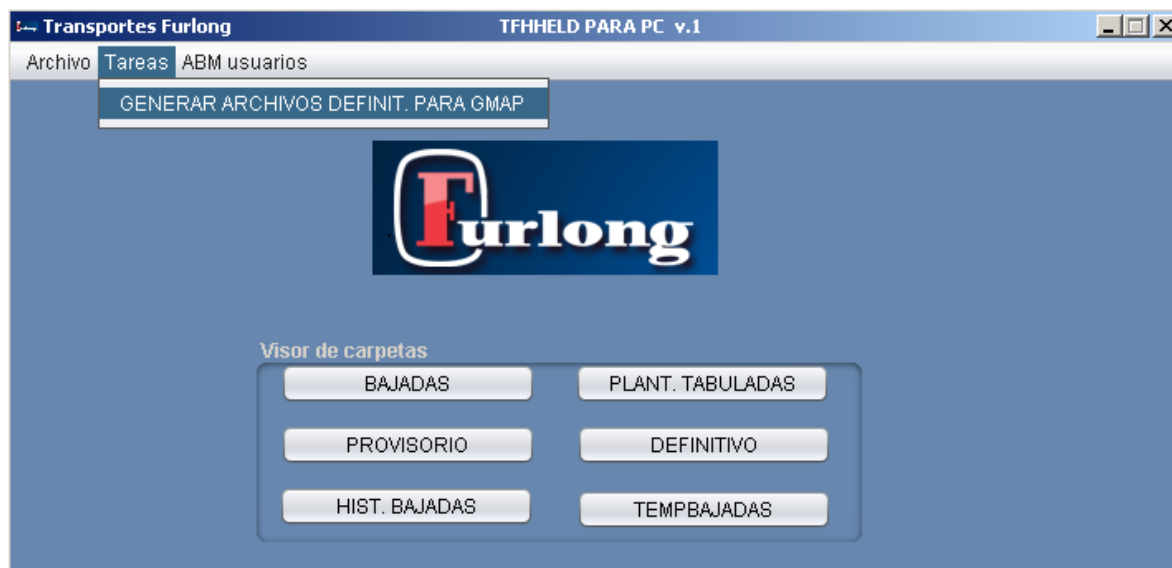 Transportes Furlong TFHHELD PARA PC v.1
Archivo Tareas ABM usuarios
GENERAR ARCHIVOS DEFINIT. PARA GMAP
Furlong
Visor de carpetas
BAJADAS PLANT. TABULADAS
PROVISORIO DEFINITIVO
HIST. BAJADAS TEMPBAJADAS